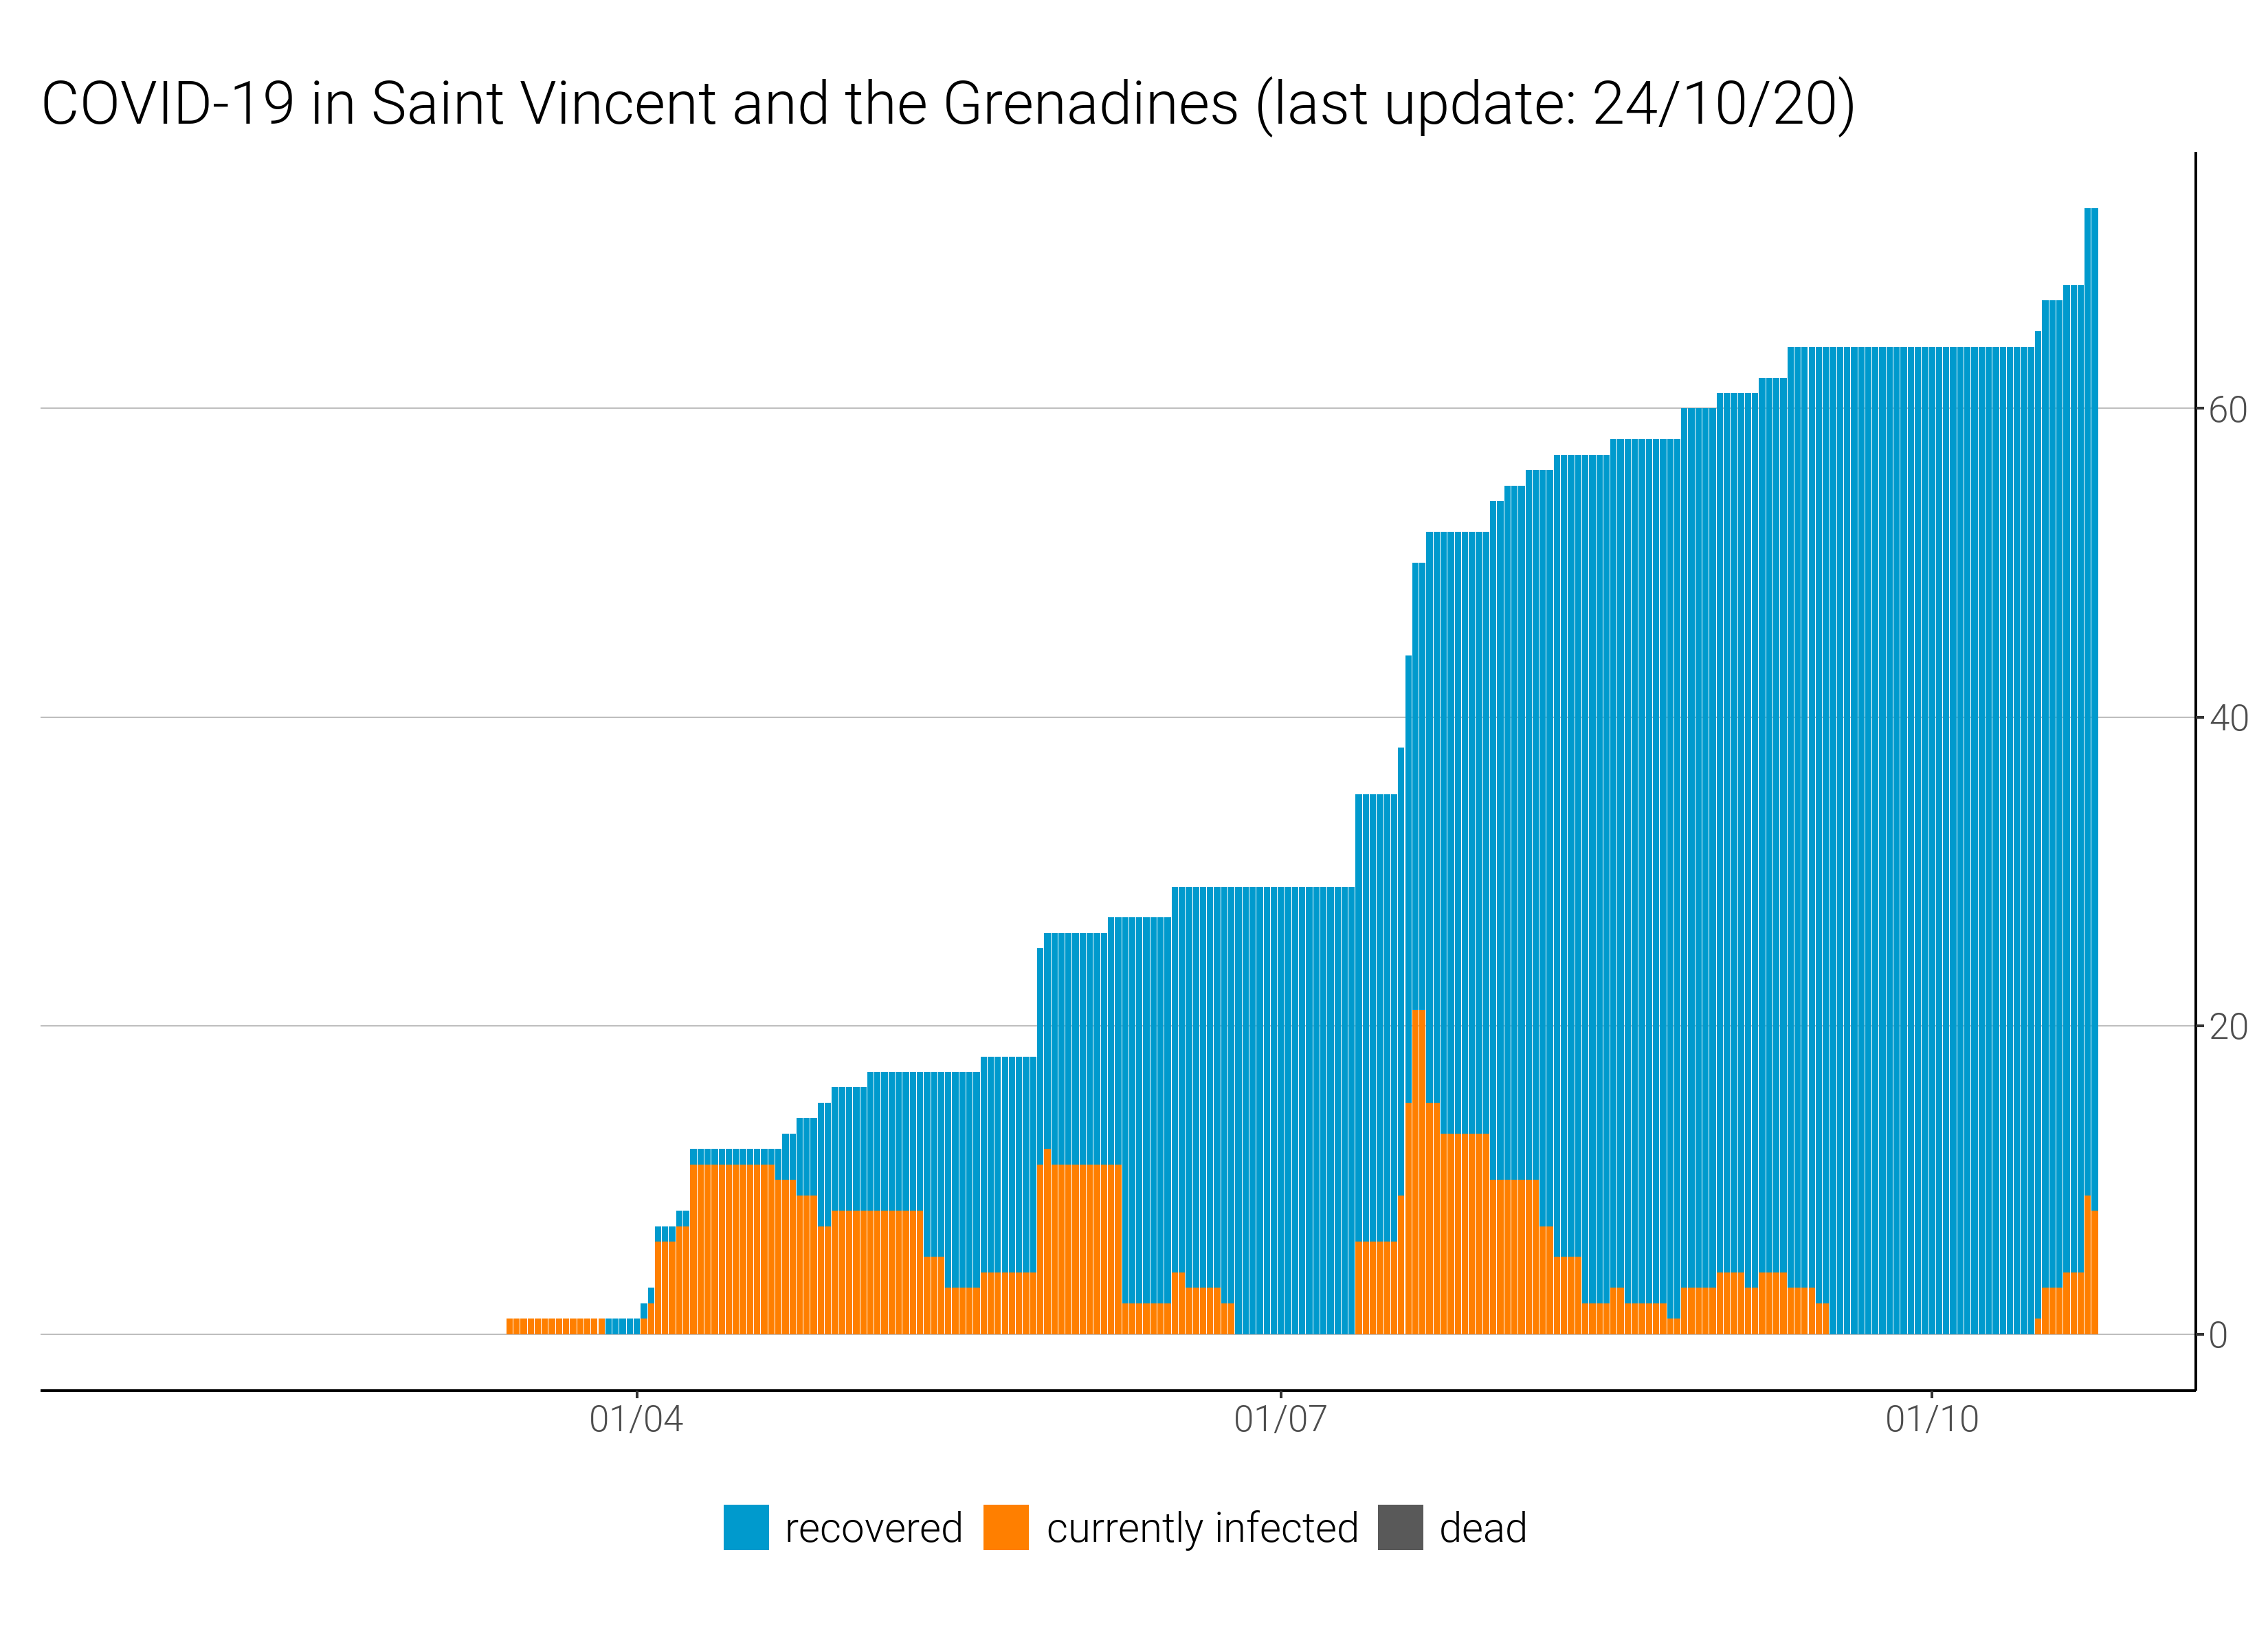 COVID-19 in Saint Vincent and the Grenadines (last update: 24/10/20)
60
40
20
0
01/04 01/07 01/10
recovered currently infected dead